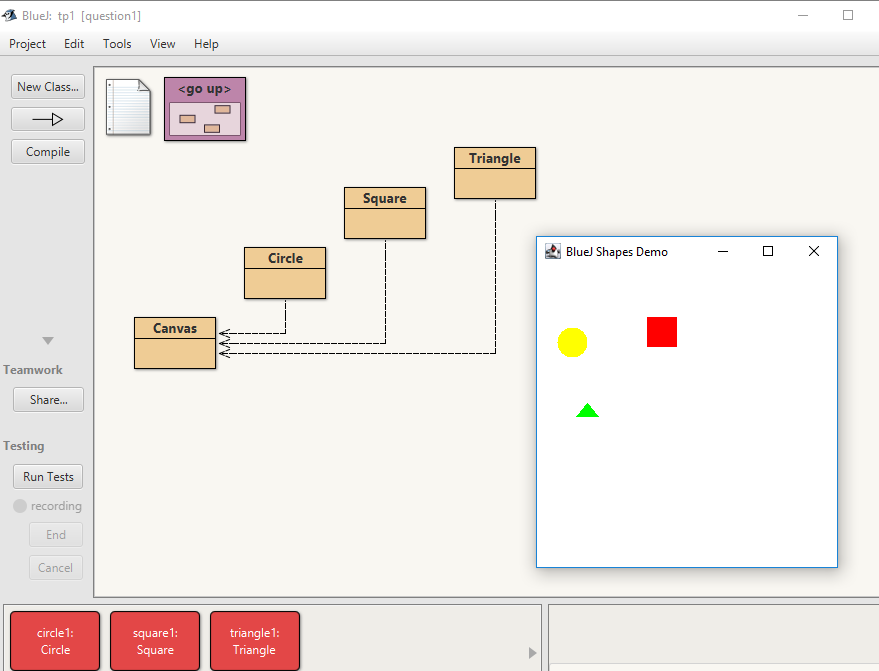 BlueJ: tp1 [question1]
Project Edit Tools View Help
New Class...
Compile
Teamwork
Share...
Testing
Run Tests
recording
End
Cancel
<go up>
Triangle
Square
Circle
Canvas
BlueJ Shapes Demo
circle1:
Circle
square1:
Square
triangle1:
Triangle